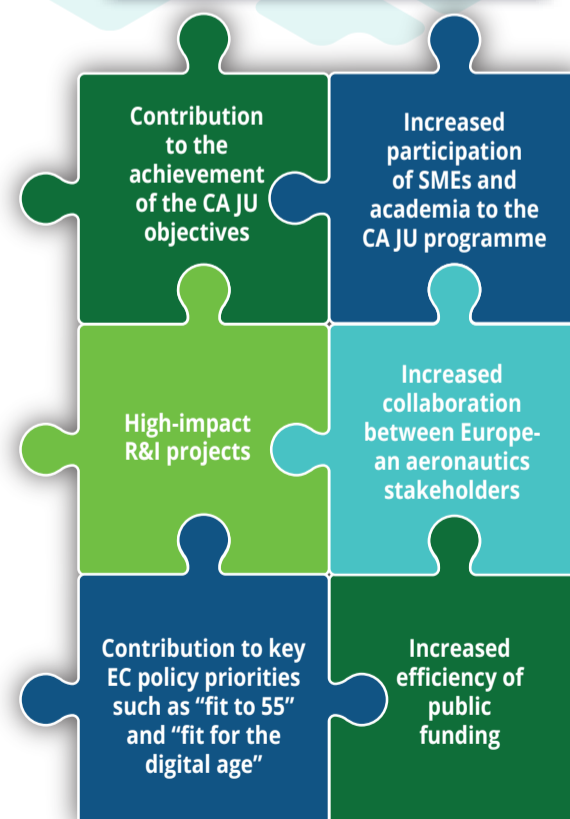 Contribution
to the
achievement
of the CA JU
objectives
Increased
participation
of SMEs and
academia to the
CA JU programme
High-impact
R&I projects
Increased
collaboration
between Europe-
an aeronautics
stakeholders
Contribution to key
EC policy priorities
such as “fit to 55”
and “fit for the
digital age”
Increased
efficiency of
public
funding